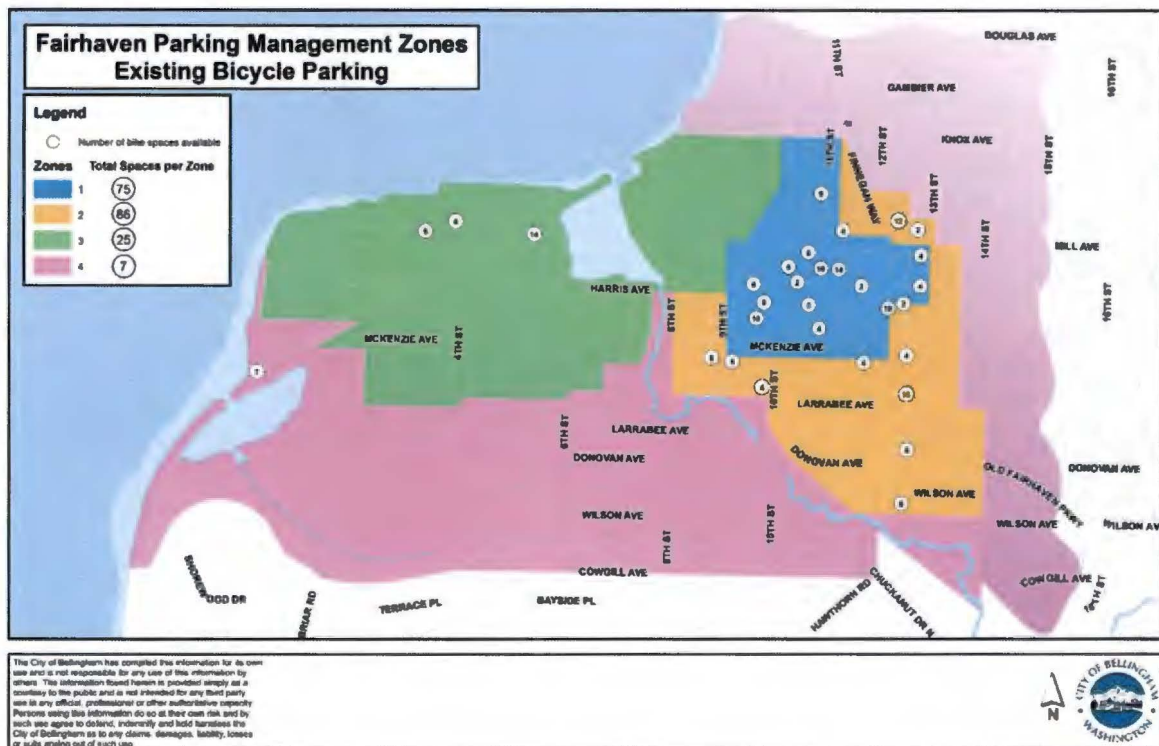 Fairhaven Parking Management Zones
Existing Bicycle Parking
Legend
Number of bike spaces available
Zones Total Spaces per Zone
1 75
2 86
3 25
4 7
DOUGLAS AVE
11TH ST
16TH ST
GAMBIER AVE
KNOX AVE
12TH ST
FINNEGAN WAY
13TH ST
14TH ST
MILL AVE
HARRIS AVE
8TH ST
9TH ST
MCKENZIE AVE
4TH ST
MCKENZIE AVE
7
10TH ST
LARRABEE AVE
6TH ST
LARRABEE AVE
DONOVAN AVE
DONOVAN AVE
DONOVAN AVE
OLD FAIRHAVEN PKWY
WILSON AVE
WILSON AVE
WILSON AVE
WILSON AV
10TH ST
8TH ST
COWGILL AVE
COWGILL AVE
BRIAR RD
TERRACE PL
BAYSIDE PL
HAWTHORN RD
CHUCKANUT DR N
The City of Bellingham has compiled this information for its own
use and is not responsible for any use of this information by
others. The information found herein is provided simply as a
courtesy to the public and is not intended for any third party
use in any official, professional or other authoritative capacity
Persons using this information do so at their own risk and by
such use agree to defend, indemnify and hold harmless the
City of Bellingham as to any claims, damages, liability, losses
or suits arising out of such use
N
CITY OF BELLINGHAM
WASHINGTON